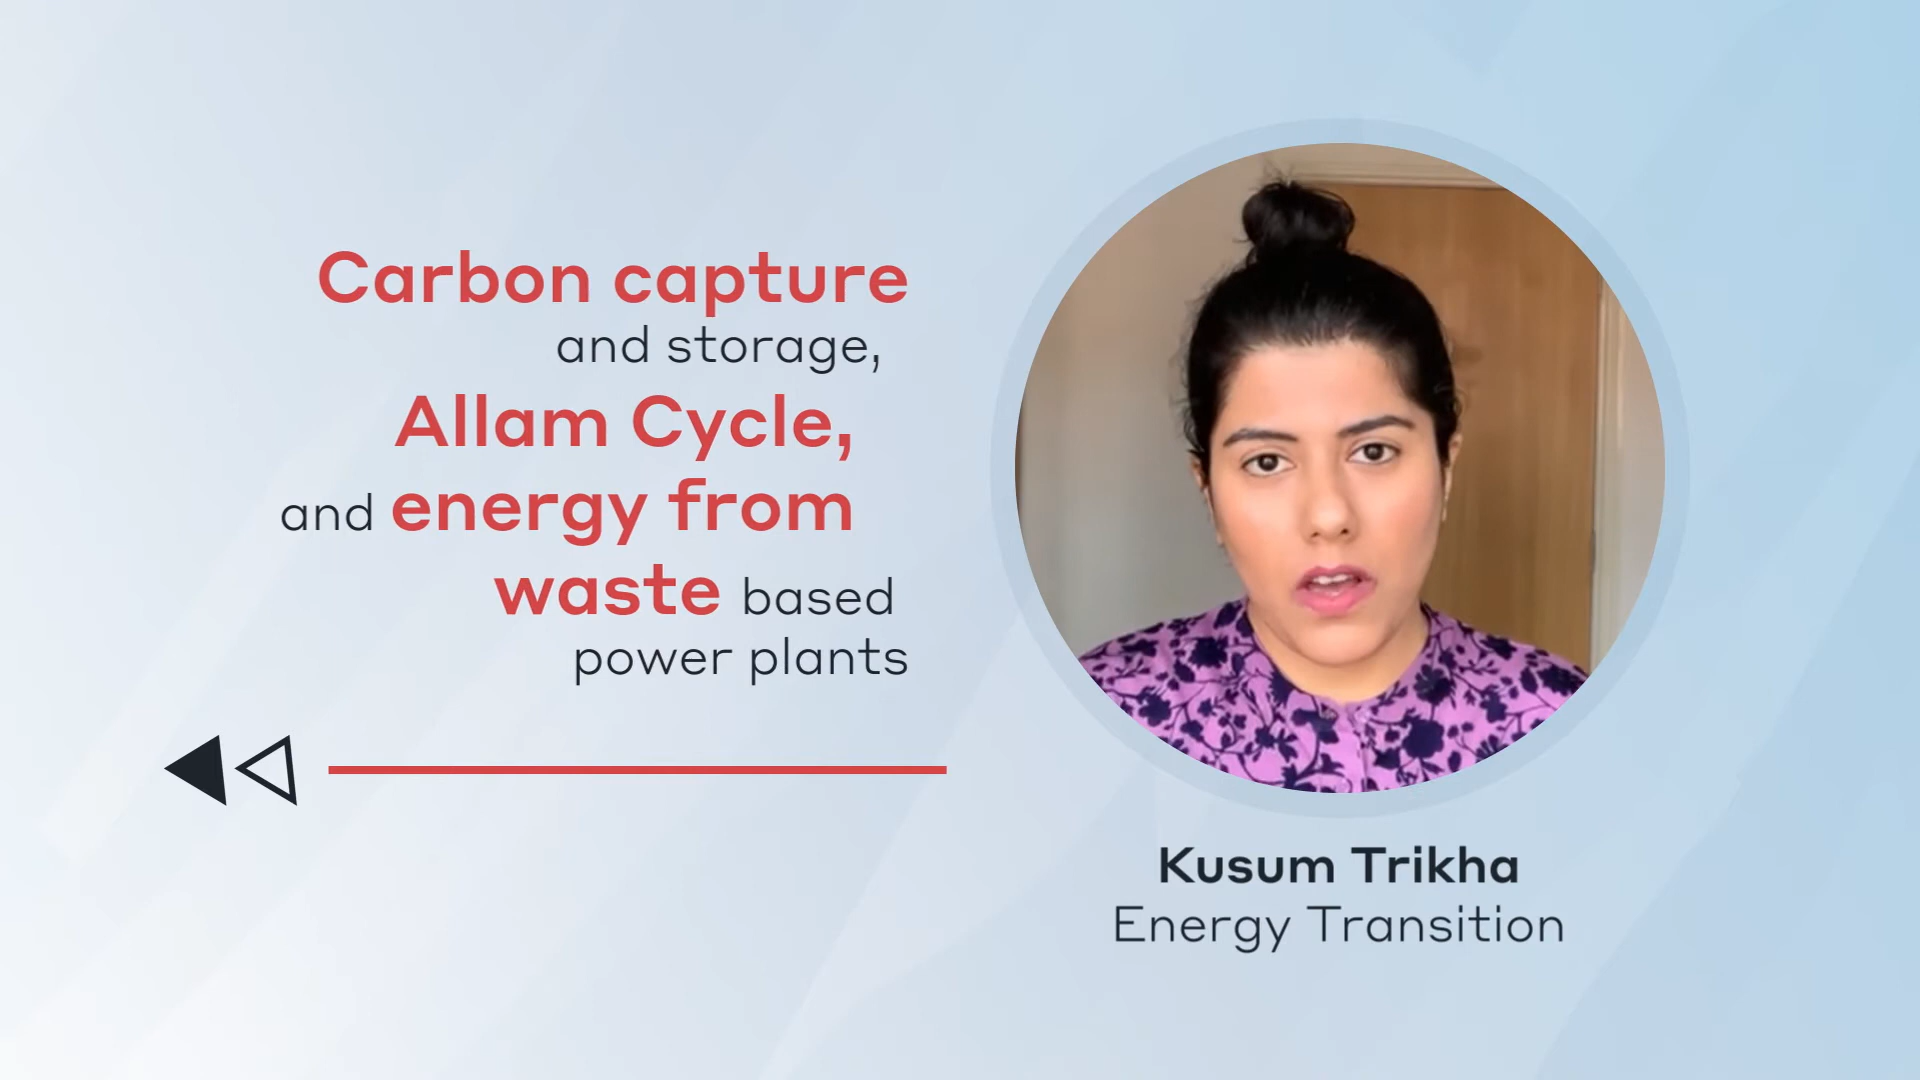 Carbon capture
and storage,
Allam Cycle,
and energy from
waste based
power plants
Kusum Trikha
Energy Transition